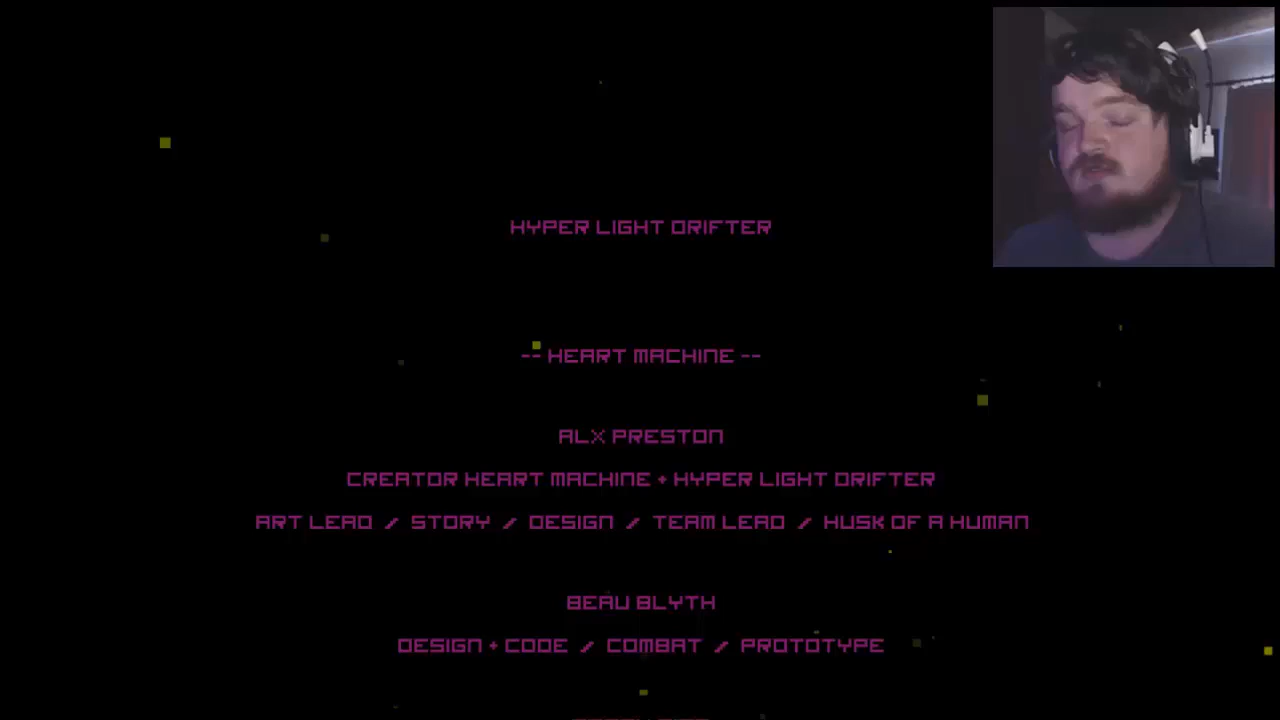 HYPER LIGHT DRIFTER
-- HEART MACHINE --
ALX PRESTON
CREATOR HEART MACHINE + HYPER LIGHT DRIFTER
ART LEAD / STORY / DESIGN / TEAM LEAD / HUSK OF A HUMAN
BEAU BLYTH
DESIGN + CODE / COMBAT / PROTOTYPE